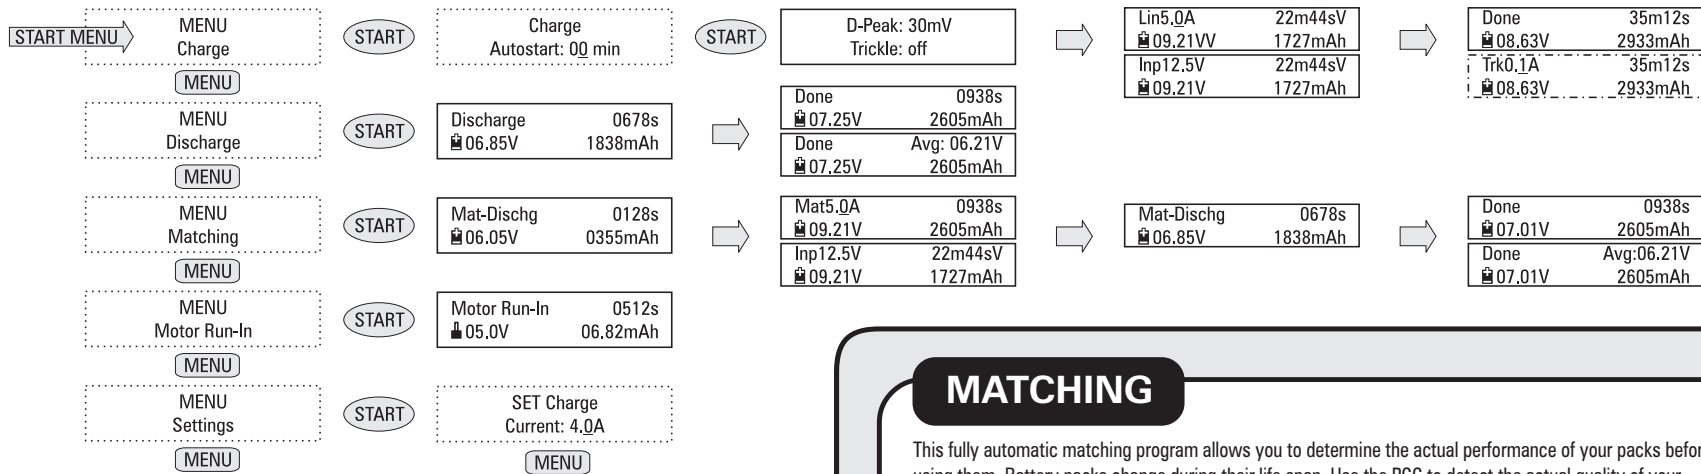 START MENU
MENU
Charge
START
Charge
Autostart: 00 min
START
D-Peak: 30mV
Trickle: off
Lin5.0A 22m44sV
09.21VV 1727mAh
Inp12.5V 22m44sV
09.21V 1727mAh
Done 35m12s
08.63V 2933mAh
Trk0.1A 35m12s
08.63V 2933mAh
MENU
MENU
Discharge
START
Discharge 0678s
06.85V 1838mAh
Done 0938s
07.25V 2605mAh
Done Avg: 06.21V
07.25V 2605mAh
MENU
MENU
Matching
START
Mat-Dischg 0128s
06.05V 0355mAh
Mat5.0A 0938s
09.21V 2605mAh
Inp12.5V 22m44sV
09.21V 1727mAh
Mat-Dischg 0678s
06.85V 1838mAh
Done 0938s
07.01V 2605mAh
Done Avg:06.21V
07.01V 2605mAh
MENU
MENU
Motor Run-In
START
Motor Run-In 0512s
05.0V 06.82mAh
MENU
MENU
Settings
START
SET Charge
Current: 4.0A
MENU
MENU
MATCHING
This fully automatic matching program allows you to determine the actual performance of your packs befor